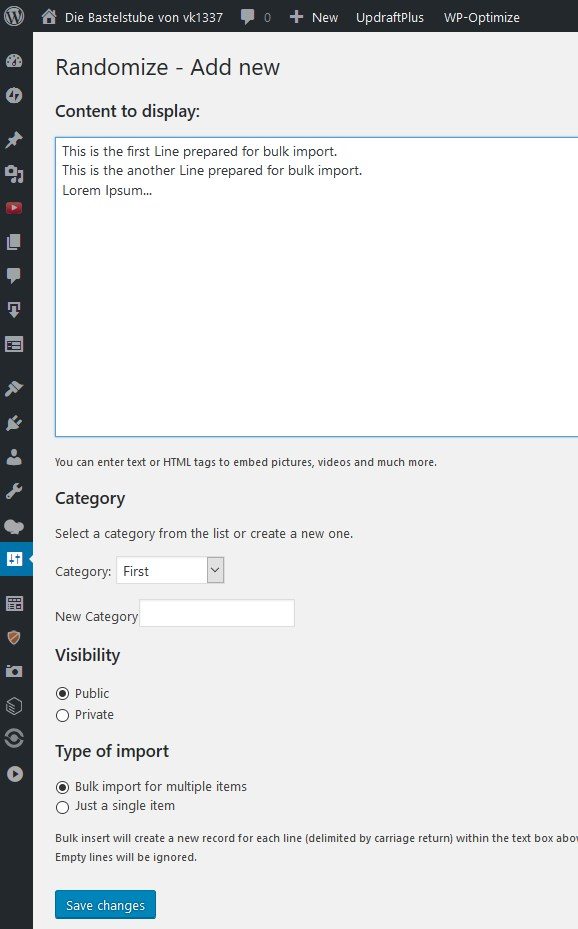 Die Bastelstube von vk1337 0 New UpdraftPlus WP-Optimize
Randomize - Add new
Content to display:
This is the first Line prepared for bulk import.
This is the another Line prepared for bulk import.
Lorem Ipsum...
You can enter text or HTML tags to embed pictures, videos and much more.
Category
Select a category from the list or create a new one.
Category: First
New Category
Visibility
Public
Private
Type of import
Bulk import for multiple items
Just a single item
Bulk insert will create a new record for each line (delimited by carriage return) within the text box
Empty lines will be ignored.
Save changes